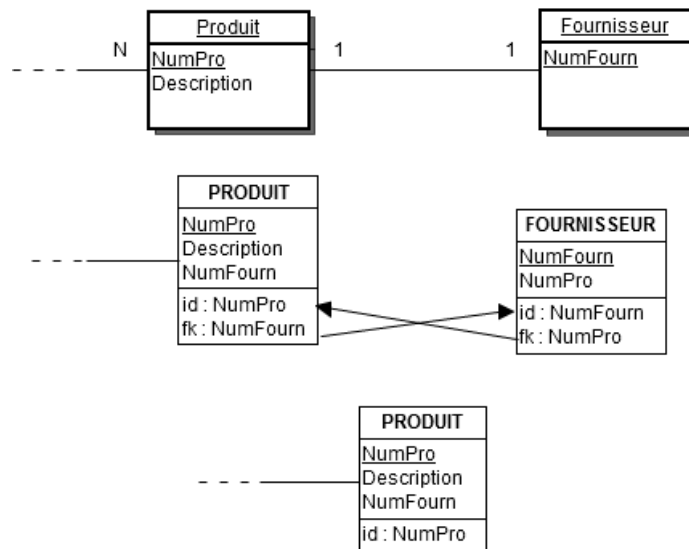 Produit
N
NumPro
Description
1
1
Fournisseur
NumFourn
PRODUIT
NumPro
Description
NumFourn
id : NumPro
fk : NumFourn
FOURNISSEUR
NumFourn
NumPro
id : NumFourn
fk : NumPro
PRODUIT
NumPro
Description
NumFourn
id : NumPro